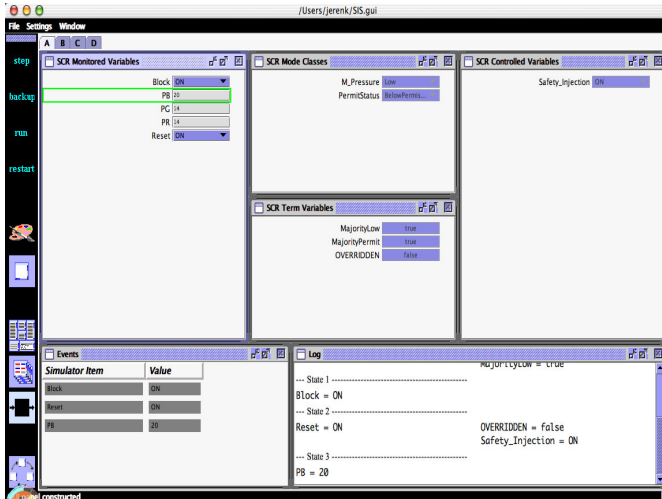 /Users/jerenk/SIS.gui
File Settings Window
A B C D
step
backup
run
restart
SCR Monitored Variables
Block ON
PB 20
PG 14
PR 14
Reset ON
SCR Mode Classes
M_Pressure Low
PermitStatus BelowPermis...
SCR Controlled Variables
Safety_Injection ON
SCR Term Variables
MajorityLow true
MajorityPermit true
OVERRIDDEN false
Events
Simulator Item Value
Block ON
Reset ON
PB 20
Log
MajorityLow = true
--- State 1 ---
Block = ON
--- State 2 ---
Reset = ON OVERRIDDEN = false
Safety_Injection = ON
--- State 3 ---
PB = 20
constructed